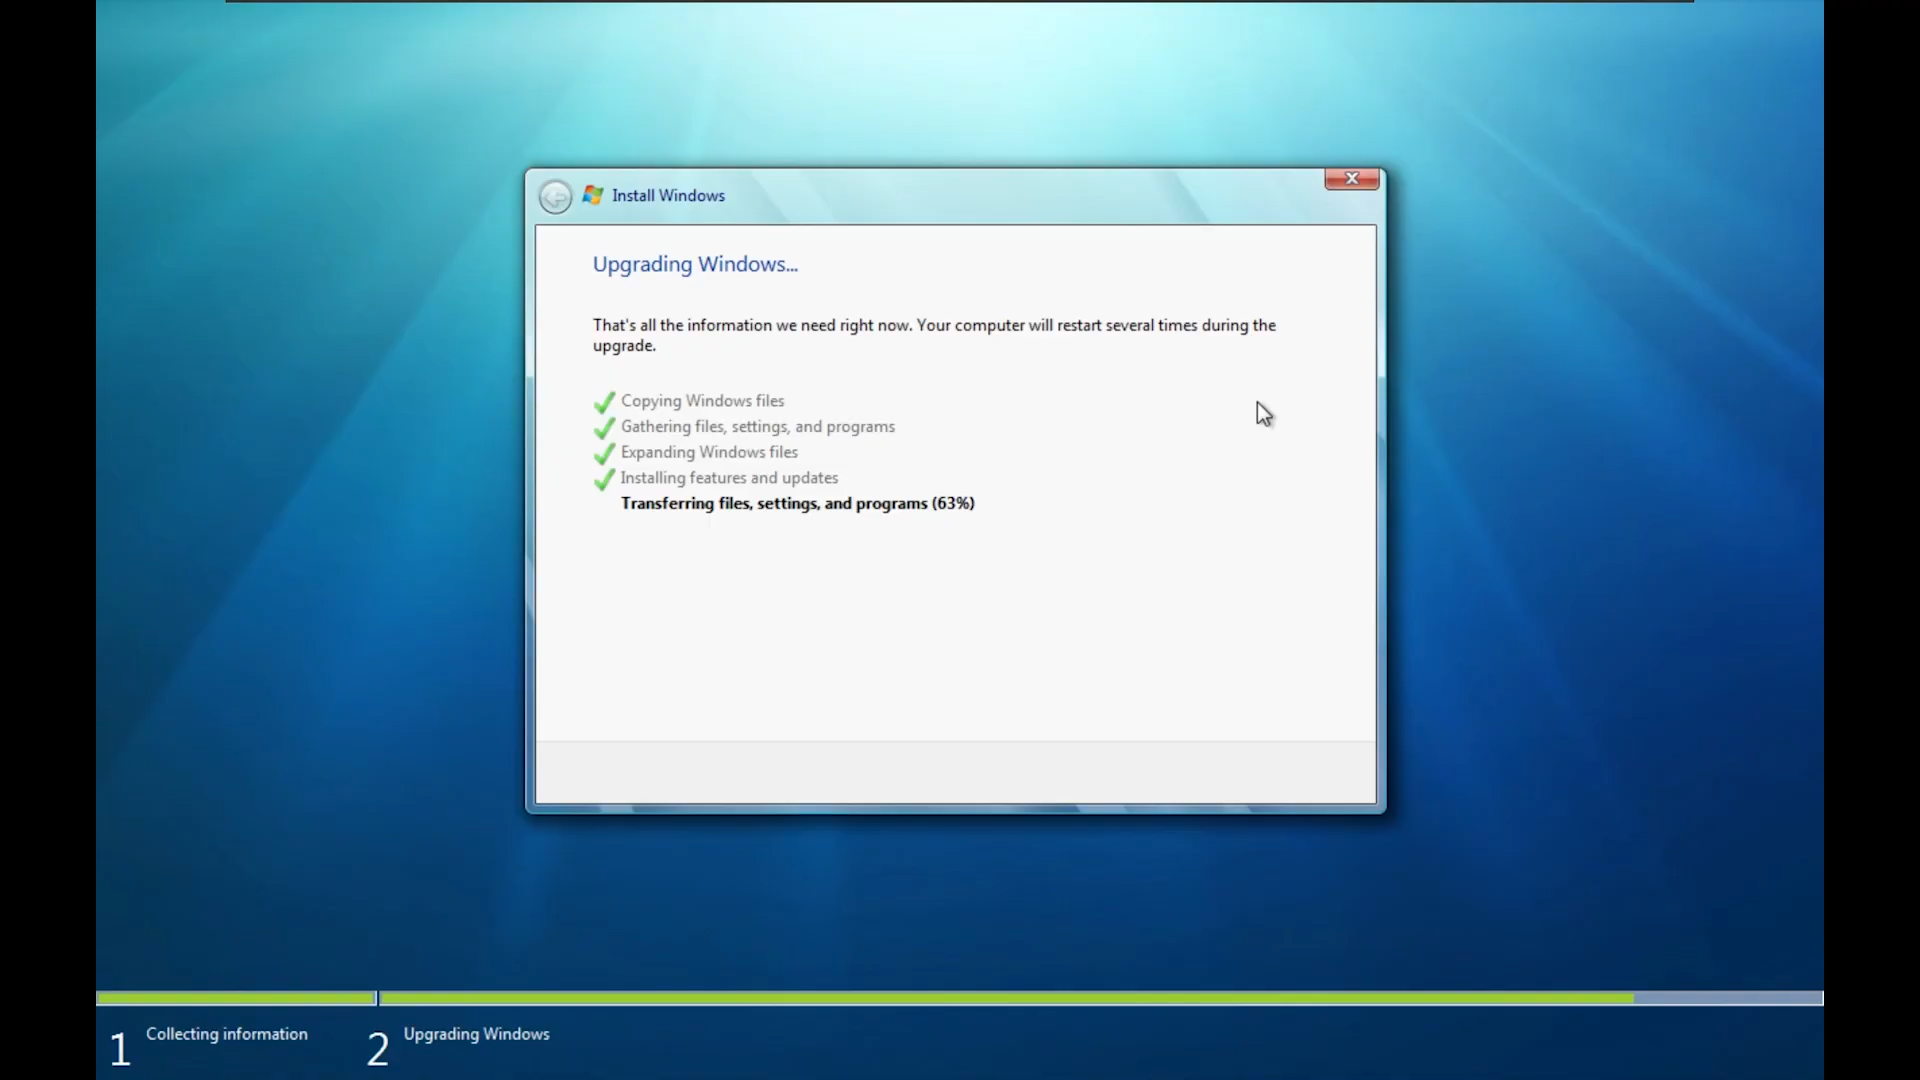 Install Windows
Upgrading Windows...
That's all the information we need right now. Your computer will restart several times during the
upgrade.
Copying Windows files
Gathering files, settings, and programs
Expanding Windows files
Installing features and updates
Transferring files, settings, and programs (63%)
1 Collecting information
2 Upgrading Windows